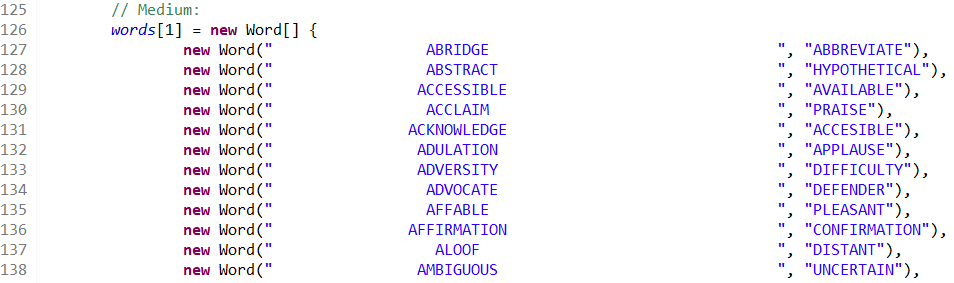 125 // Medium:
126 words[1] = new Word[] {
127 new Word("                 ABRIDGE                                ", "ABBREVIATE"),
128 new Word("                 ABSTRACT                               ", "HYPOTHETICAL"),
129 new Word("                ACCESSIBLE                              ", "AVAILABLE"),
130 new Word("                 ACCLAIM                                ", "PRAISE"),
131 new Word("               ACKNOWLEDGE                              ", "ACCESIBLE"),
132 new Word("                ADULATION                               ", "APPLAUSE"),
133 new Word("                ADVERSITY                               ", "DIFFICULTY"),
134 new Word("                 ADVOCATE                               ", "DEFENDER"),
135 new Word("                 AFFABLE                                ", "PLEASANT"),
136 new Word("               AFFIRMATION                              ", "CONFIRMATION"),
137 new Word("                  ALOOF                                 ", "DISTANT"),
138 new Word("                AMBIGUOUS                               ", "UNCERTAIN"),